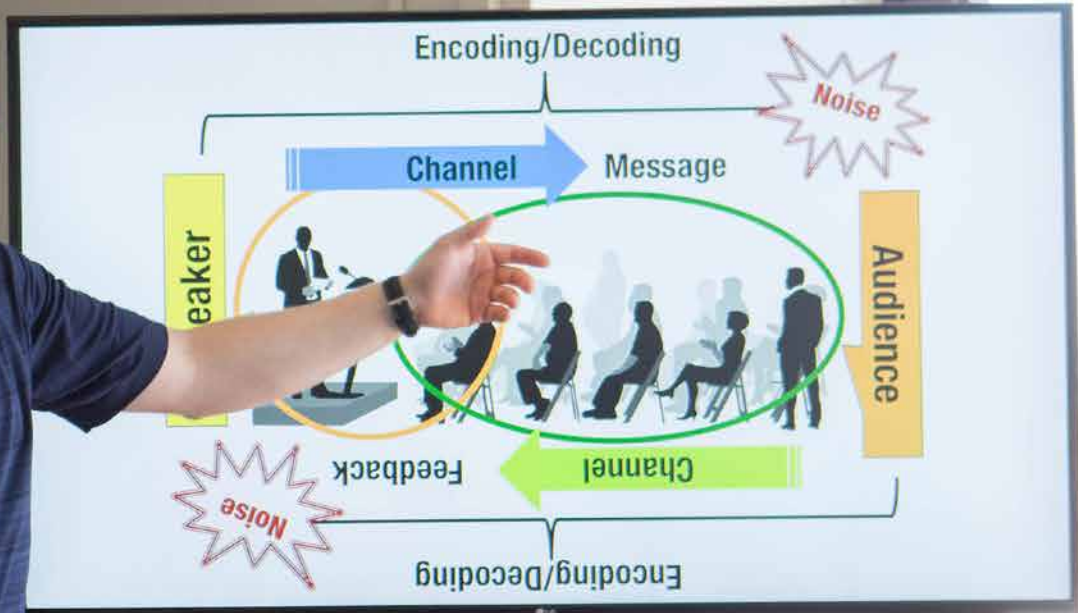 Encoding/Decoding
Noise
Channel
Message
eaker
Audience
Feedback
Channel
Noise
Encoding/Decoding